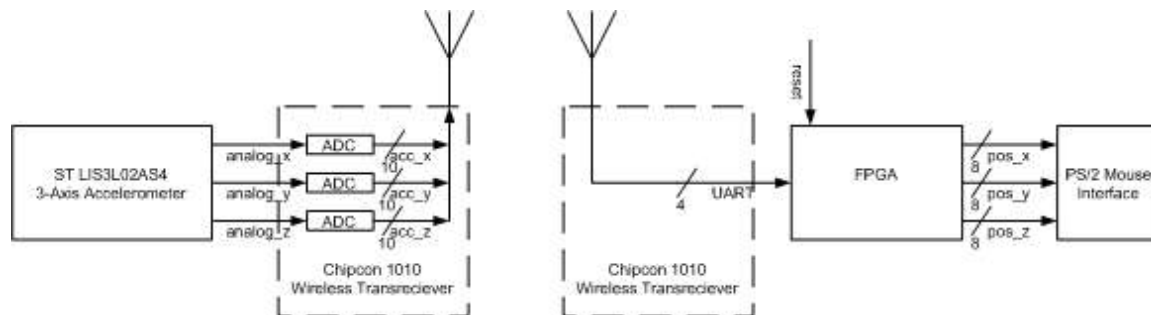 reset
analog_x
ADC
10
acc_x
ST LIS3L02AS4
3-Axis Accelerometer
analog_y
ADC
10
acc_y
analog_z
ADC
10
acc_z
Chipcon 1010
Wireless Transreciever
4
UART
Chipcon 1010
Wireless Transreciever
FPGA
8
pos_x
8
pos_y
8
pos_z
PS/2 Mouse
Interface